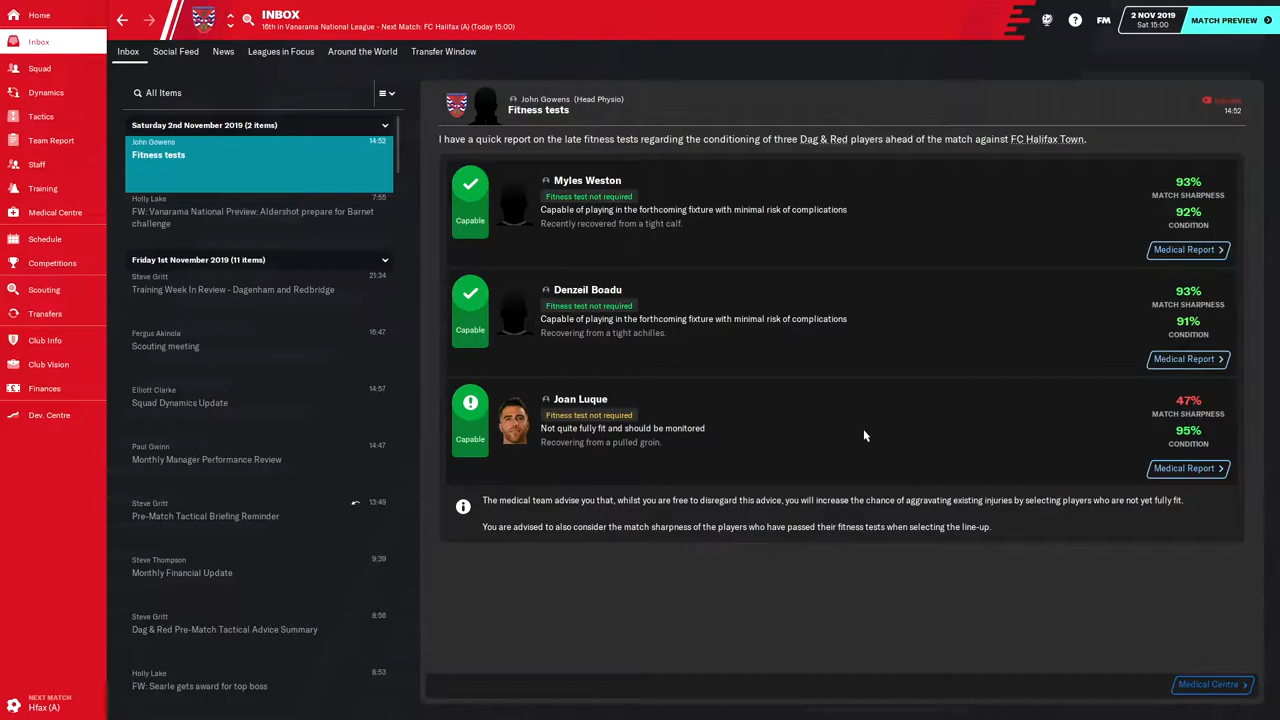 Home
Inbox
Squad
Dynamics
Tactics
Team Report
Staff
Training
Medical Centre
Schedule
Competitions
Scouting
Transfers
Club Info
Club Vision
Finances
Dev. Centre
NEXT MATCH
Hfax (A)
INBOX
16th in Vanarama National League - Next Match: FC Halifax (A) (Today 15:00)
FM
2 NOV 2019
Sat 15:00
MATCH PREVIEW
Inbox Social Feed News Leagues in Focus Around the World Transfer Window
All Items
Saturday 2nd November 2019 (2 items)
John Gowens 14:52
Fitness tests
Holly Lake 7:55
FW: Vanarama National Preview: Aldershot prepare for Barnet
challenge
Friday 1st November 2019 (11 items)
Steve Gritt 21:34
Training Week In Review - Dagenham and Redbridge
Fergus Akinola 16:47
Scouting meeting
Elliott Clarke 14:57
Squad Dynamics Update
Paul Gwinn 14:47
Monthly Manager Performance Review
Steve Gritt 13:49
Pre-Match Tactical Briefing Reminder
Steve Thompson 9:39
Monthly Financial Update
Steve Gritt 8:56
Dag & Red Pre-Match Tactical Advice Summary
Holly Lake 8:53
FW: Searle gets award for top boss
John Gowens (Head Physio)
Fitness tests
Injuries
14:52
I have a quick report on the late fitness tests regarding the conditioning of three Dag & Red players ahead of the match against FC Halifax Town.
Capable
Myles Weston
Fitness test not required
Capable of playing in the forthcoming fixture with minimal risk of complications
Recently recovered from a tight calf.
93%
MATCH SHARPNESS
92%
CONDITION
Medical Report
Capable
Denzeil Boadu
Fitness test not required
Capable of playing in the forthcoming fixture with minimal risk of complications
Recovering from a tight achilles.
93%
MATCH SHARPNESS
91%
CONDITION
Medical Report
Capable
Joan Luque
Fitness test not required
Not quite fully fit and should be monitored
Recovering from a pulled groin.
47%
MATCH SHARPNESS
95%
CONDITION
Medical Report
The medical team advise you that, whilst you are free to disregard this advice, you will increase the chance of aggravating existing injuries by selecting players who are not yet fully fit.
You are advised to also consider the match sharpness of the players who have passed their fitness tests when selecting the line-up.
Medical Centre